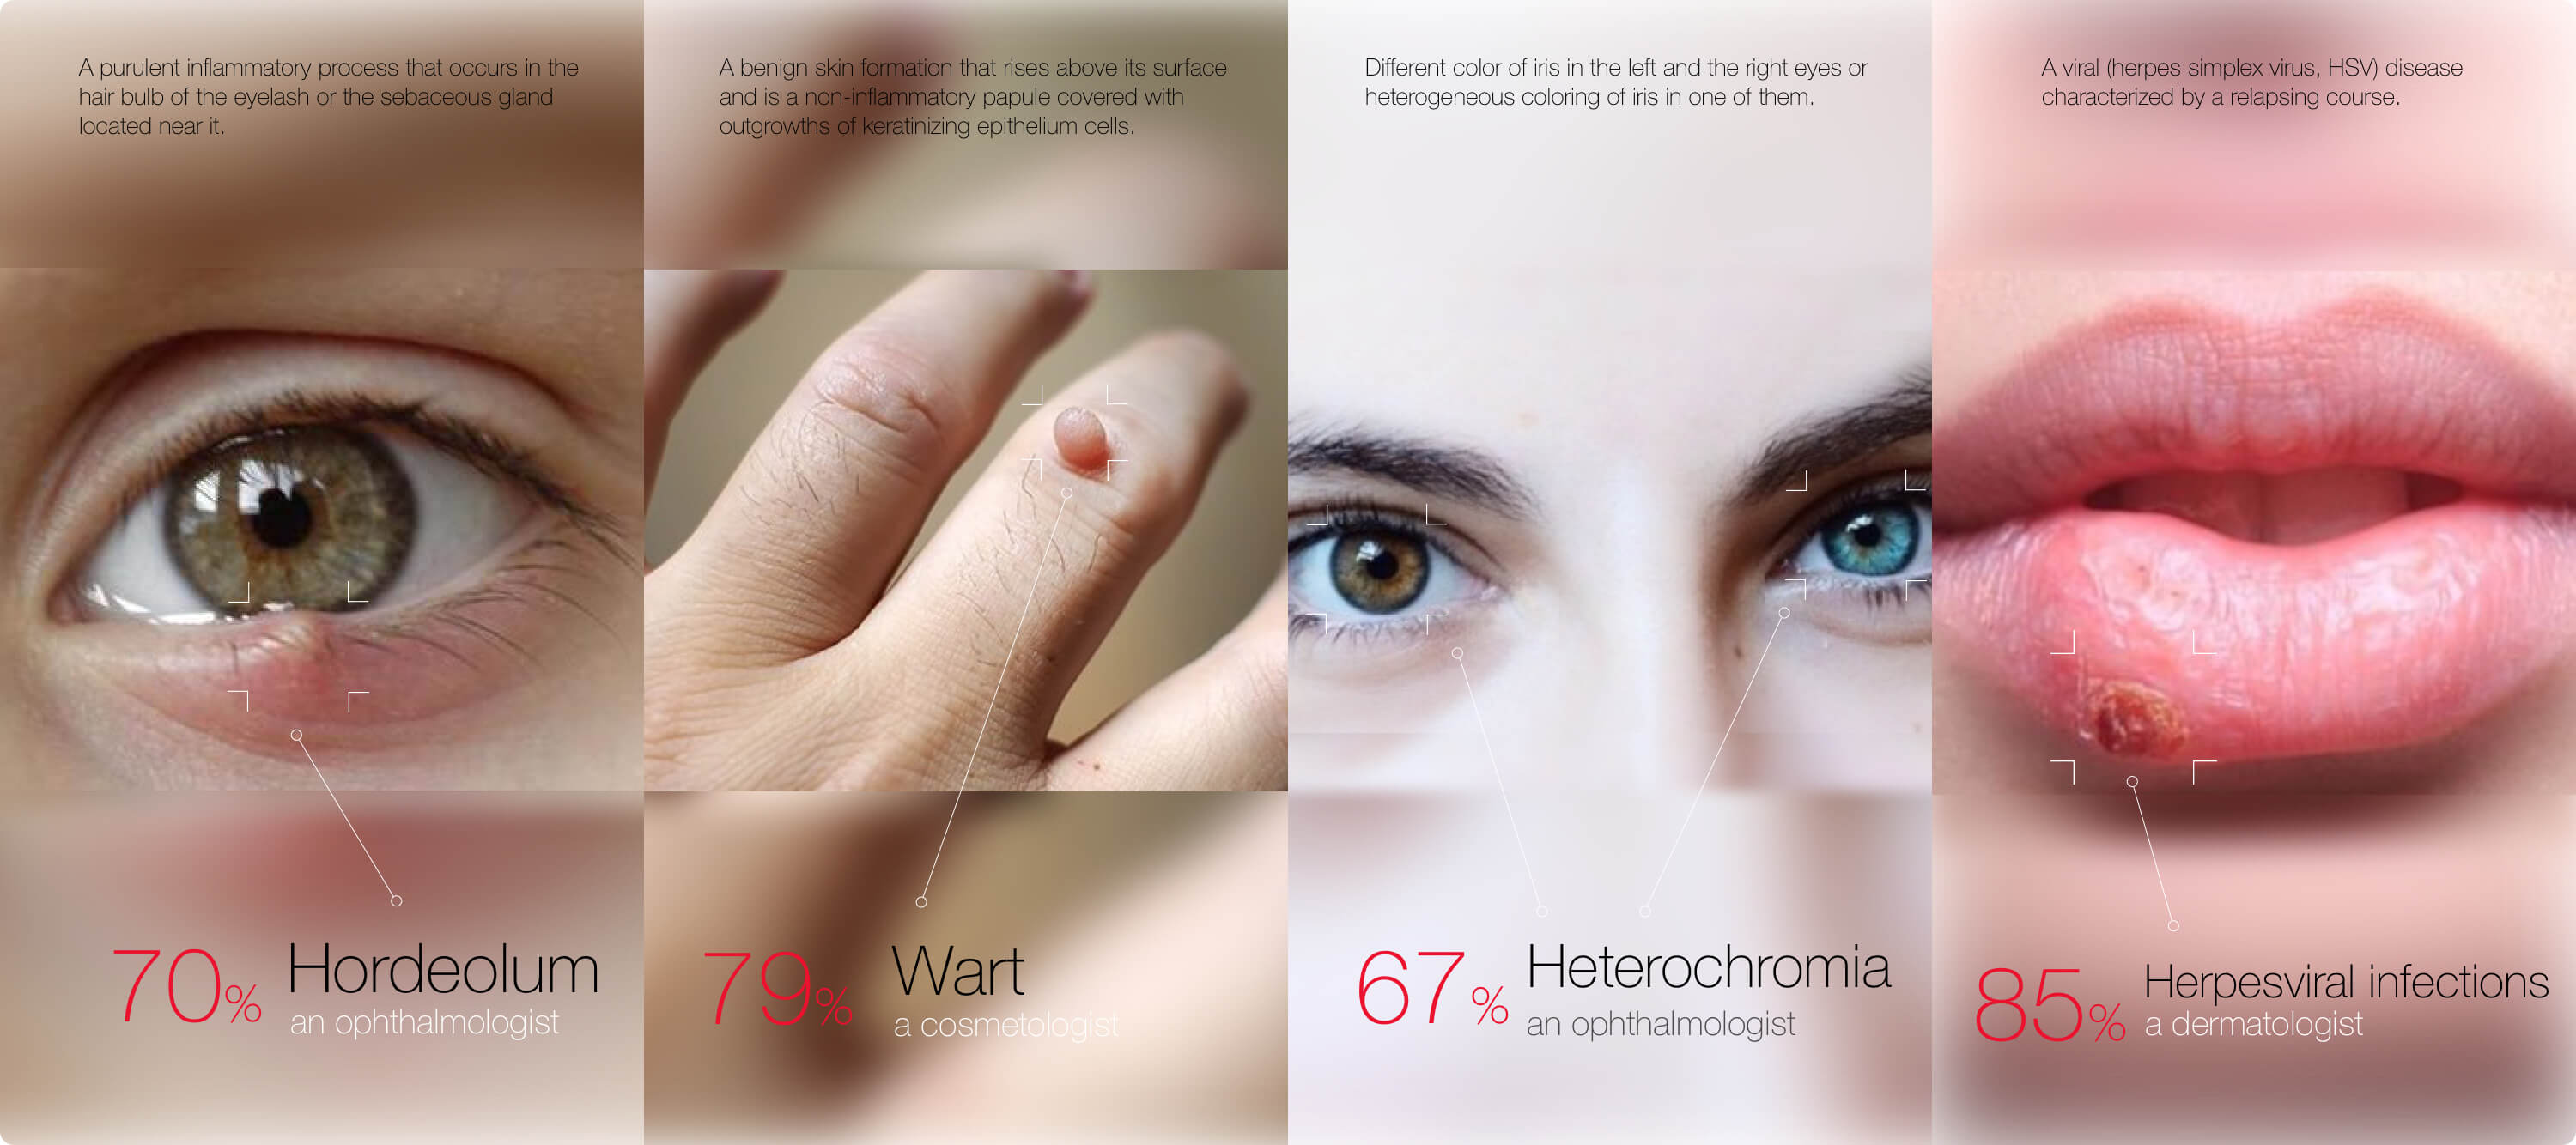 A purulent inflammatory process that occurs in the
hair bulb of the eyelash or the sebaceous gland
located near it.
70% Hordeolum
an ophthalmologist
A benign skin formation that rises above its surface
and is a non-inflammatory papule covered with
outgrowths of keratinizing epithelium cells.
79% Wart
a cosmetologist
Different color of iris in the left and the right eyes or
heterogeneous coloring of iris in one of them.
67% Heterochromia
an ophthalmologist
A viral (herpes simplex virus, HSV) disease
characterized by a relapsing course.
85% Herpesviral infections
a dermatologist